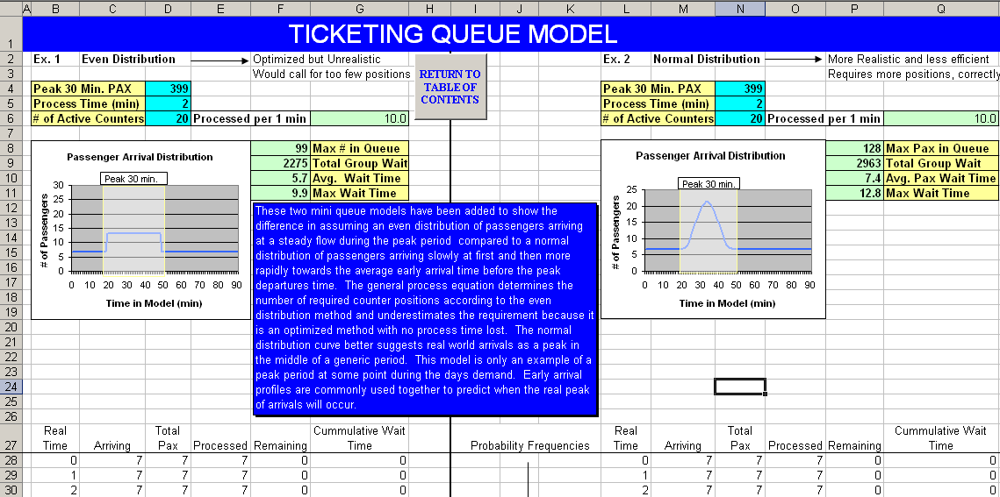 A B C D E F G H I J K L M N O P Q
1 TICKETING QUEUE MODEL
2 Ex. 1 Even Distribution Optimized but Unrealistic Ex. 2 Normal Distribution More Realistic and less efficient
3 Would call for too few positions Requires more positions, correctly
RETURN TO
TABLE OF
CONTENTS
4 Peak 30 Min. PAX 399 Peak 30 Min. PAX 399
5 Process Time (min) 2 Process Time (min) 2
6 # of Active Counters 20 Processed per 1 min 10.0 # of Active Counters 20 Processed per 1 min 10.0
7
8 99 Max # in Queue 128 Max Pax in Queue
9 2275 Total Group Wait 2963 Total Group Wait
10 5.7 Avg. Wait Time 7.4 Avg. Pax Wait Time
11 9.9 Max Wait Time 12.8 Max Wait Time
Passenger Arrival Distribution
Peak 30 min.
# of Passengers
30
25
20
15
10
5
0
0 10 20 30 40 50 60 70 80 90
Time in Model (min)
12
13
14
15
16
17
18
19
20
21
22
23
24
25
26
These two mini queue models have been added to show the
difference in assuming an even distribution of passengers arriving
at a steady flow during the peak period compared to a normal
distribution of passengers arriving slowly at first and then more
rapidly towards the average early arrival time before the peak
departures time. The general process equation determines the
number of required counter positions according to the even
distribution method and underestimates the requirement because it
is an optimized method with no process time lost. The normal
distribution curve better suggests real world arrivals as a peak in
the middle of a generic period. This model is only an example of a
peak period at some point during the days demand. Early arrival
profiles are commonly used together to predict when the real peak
of arrivals will occur.
Passenger Arrival Distribution
Peak 30 min.
# of Passengers
25
20
15
10
5
0
0 10 20 30 40 50 60 70 80 90
Time in Model (min)
Real Total Cummulative Wait Real Total Cummulative Wait
27 Time Arriving Pax Processed Remaining Time Probability Frequencies Time Arriving Pax Processed Remaining Time
28 0 7 7 7 0 0 0 7 7 7 0 0
29 1 7 7 7 0 0 1 7 7 7 0 0
30 2 7 7 7 0 0 2 7 7 7 0 0